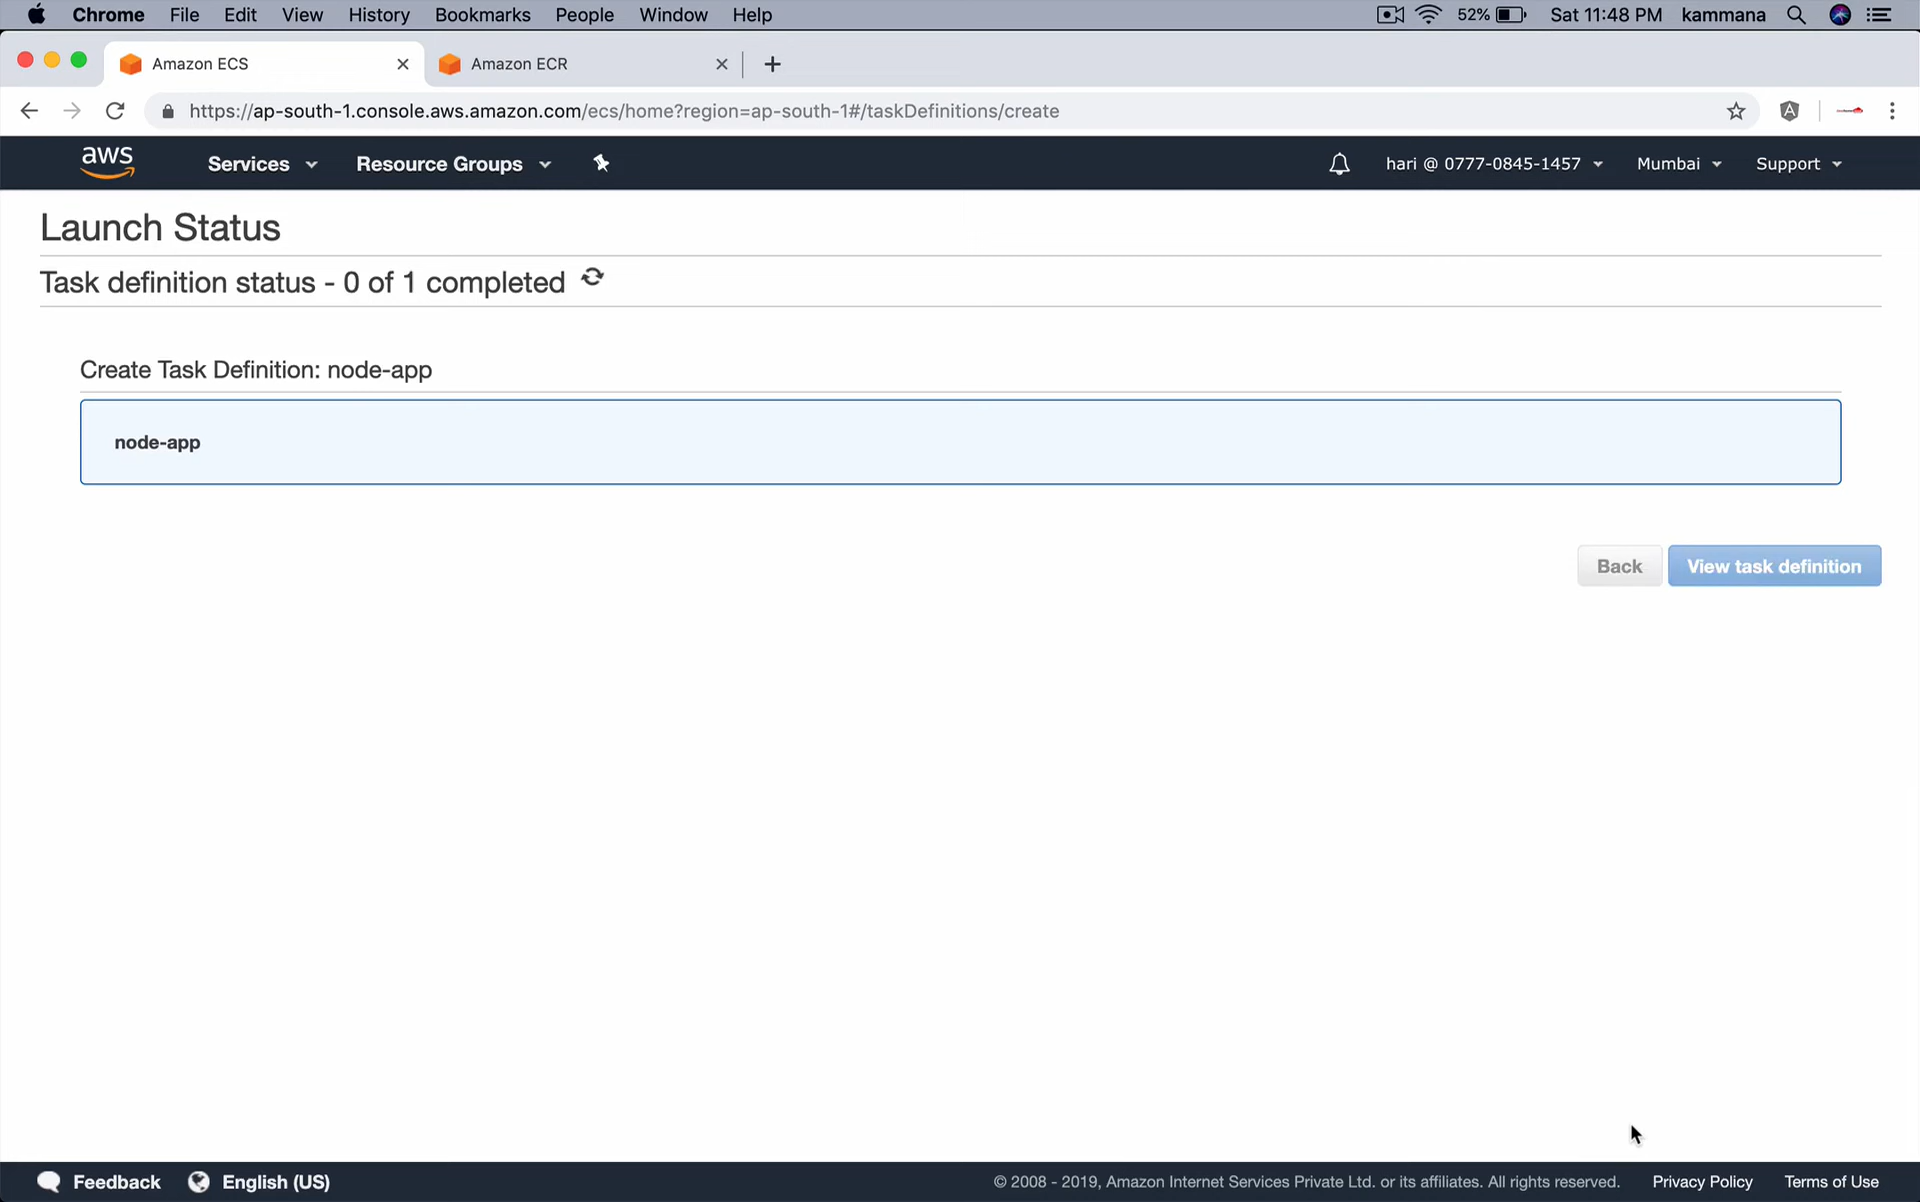 Chrome File Edit View History Bookmarks People Window Help 52% Sat 11:48 PM kammana
Amazon ECS Amazon ECR
https://ap-south-1.console.aws.amazon.com/ecs/home?region=ap-south-1#/taskDefinitions/create
aws Services Resource Groups hari @ 0777-0845-1457 Mumbai Support
Launch Status
Task definition status - 0 of 1 completed
Create Task Definition: node-app
node-app
Back View task definition
Feedback English (US) © 2008 - 2019, Amazon Internet Services Private Ltd. or its affiliates. All rights reserved. Privacy Policy Terms of Use